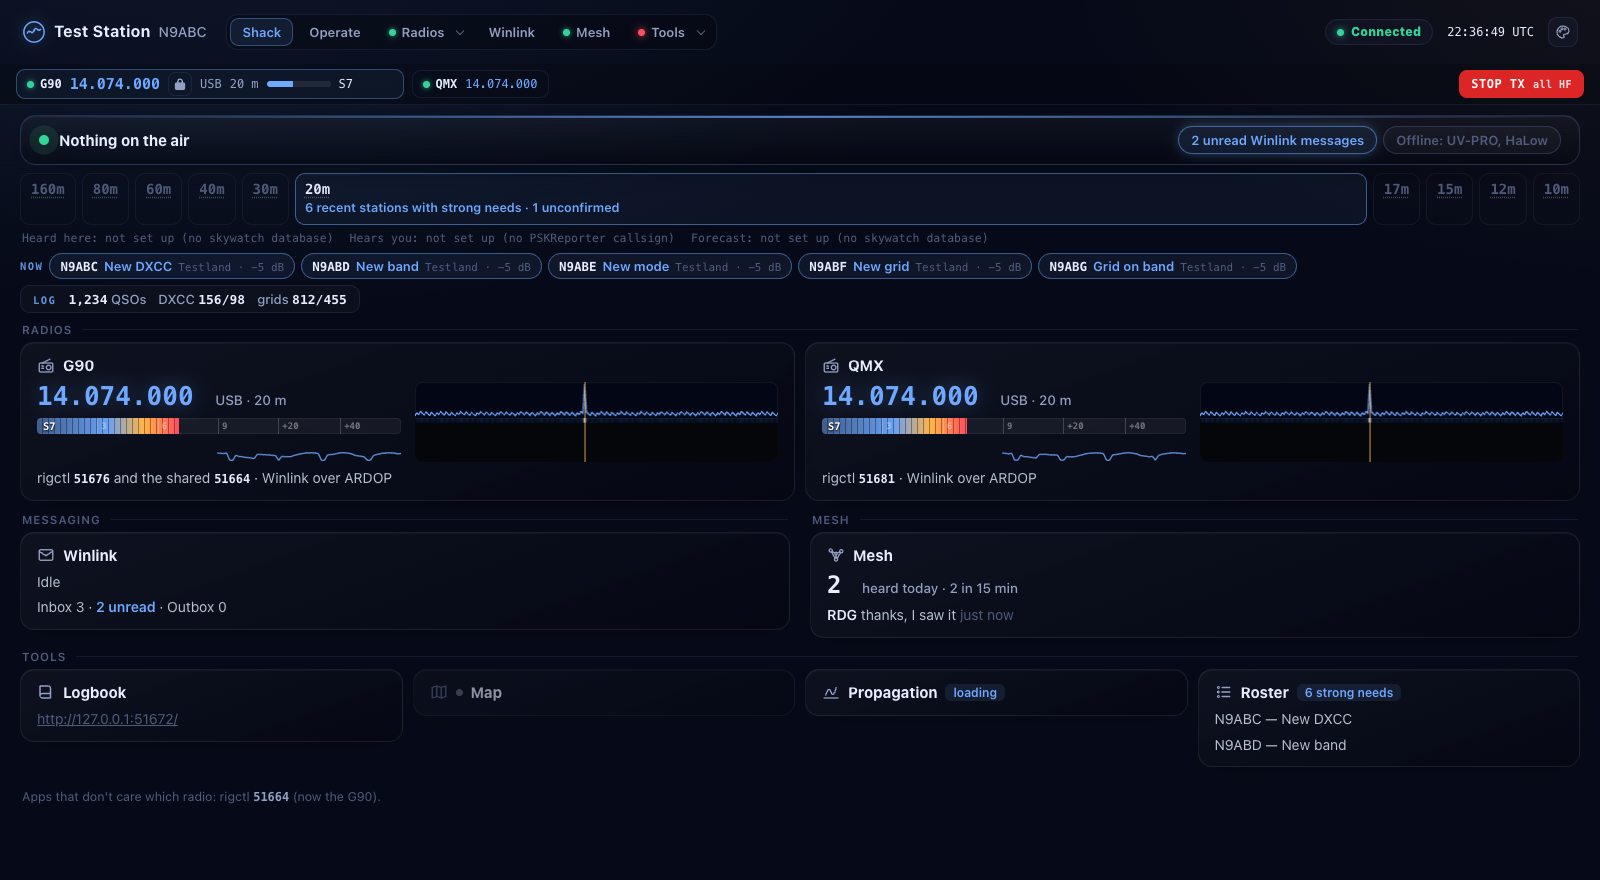 Test Station N9ABC Shack Operate Radios Winlink Mesh Tools Connected 22:36:49 UTC
G90 14.074.000 USB 20 m S7 QMX 14.074.000 STOP TX all HF
Nothing on the air 2 unread Winlink messages Offline: UV-PRO, HaLow
160m 80m 60m 40m 30m 20m 17m 15m 12m 10m
6 recent stations with strong needs · 1 unconfirmed
Heard here: not set up (no skywatch database) Hears you: not set up (no PSKReporter callsign) Forecast: not set up (no skywatch database)
NOW N9ABC New DXCC Testland · −5 dB N9ABD New band Testland · −5 dB N9ABE New mode Testland · −5 dB N9ABF New grid Testland · −5 dB N9ABG Grid on band Testland · −5 dB
LOG 1,234 QSOs DXCC 156/98 grids 812/455
RADIOS
G90
14.074.000 USB · 20 m
S7 3 6 9 +20 +40
rigctl 51676 and the shared 51664 · Winlink over ARDOP
QMX
14.074.000 USB · 20 m
S7 3 6 9 +20 +40
rigctl 51681 · Winlink over ARDOP
MESSAGING
Winlink
Idle
Inbox 3 · 2 unread · Outbox 0
MESH
Mesh
2 heard today · 2 in 15 min
RDG thanks, I saw it just now
TOOLS
Logbook
http://127.0.0.1:51672/
Map
Propagation loading
Roster 6 strong needs
N9ABC — New DXCC
N9ABD — New band
Apps that don't care which radio: rigctl 51664 (now the G90).